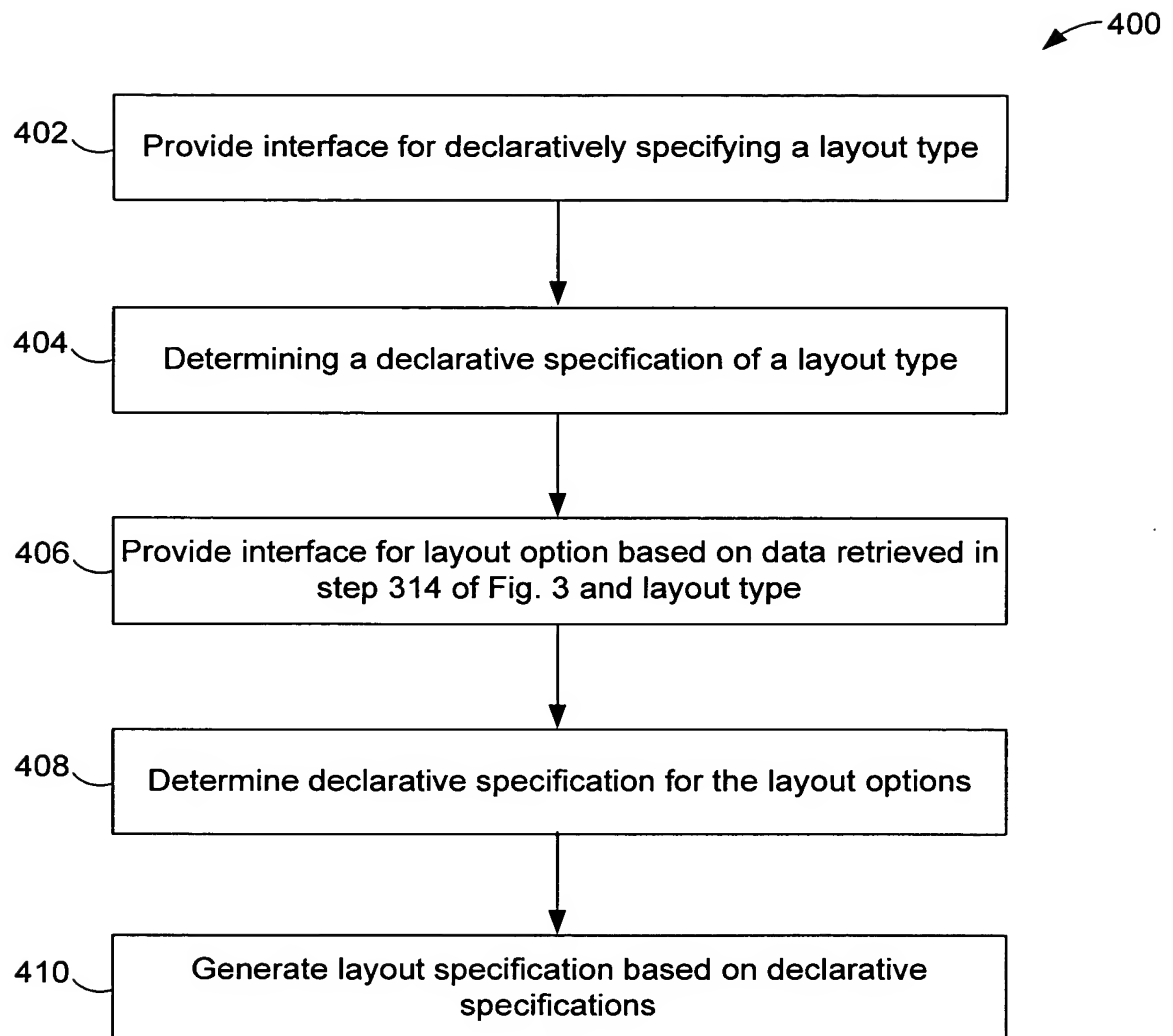 400
402
Provide interface for declaratively specifying a layout type
404
Determining a declarative specification of a layout type
406
Provide interface for layout option based on data retrieved in
step 314 of Fig. 3 and layout type
408
Determine declarative specification for the layout options
410
Generate layout specification based on declarative
specifications